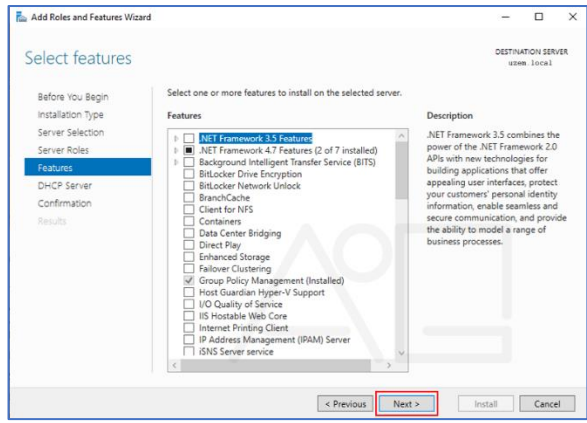 Add Roles and Features Wizard
Select features
DESTINATION SERVER
uzem.local
Before You Begin
Installation Type
Server Selection
Server Roles
Features
DHCP Server
Confirmation
Results
Select one or more features to install on the selected server.
Features
.NET Framework 3.5 Features
.NET Framework 4.7 Features (2 of 7 installed)
Background Intelligent Transfer Service (BITS)
BitLocker Drive Encryption
BitLocker Network Unlock
BranchCache
Client for NFS
Containers
Data Center Bridging
Direct Play
Enhanced Storage
Failover Clustering
Group Policy Management (Installed)
Host Guardian Hyper-V Support
I/O Quality of Service
IIS Hostable Web Core
Internet Printing Client
IP Address Management (IPAM) Server
iSNS Server service
Description
.NET Framework 3.5 combines the
power of the .NET Framework 2.0
APIs with new technologies for
building applications that offer
appealing user interfaces, protect
your customers' personal identity
information, enable seamless and
secure communication, and provide
the ability to model a range of
business processes.
< Previous
Next >
Install
Cancel